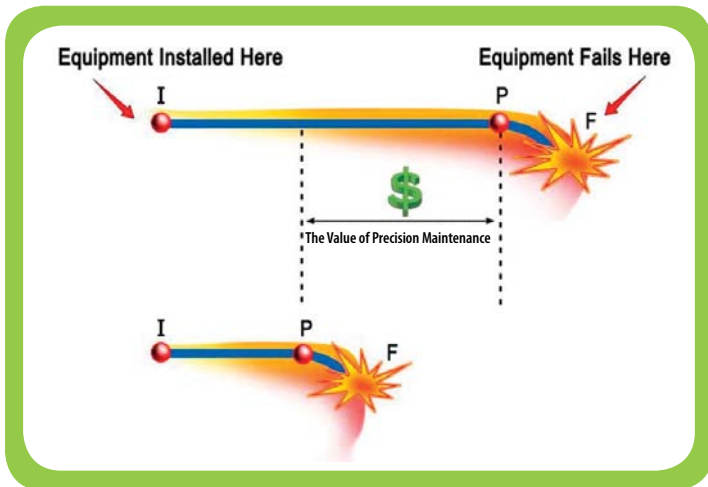 Equipment Installed Here
Equipment Fails Here
I
P
F
$
The Value of Precision Maintenance
I
P
F